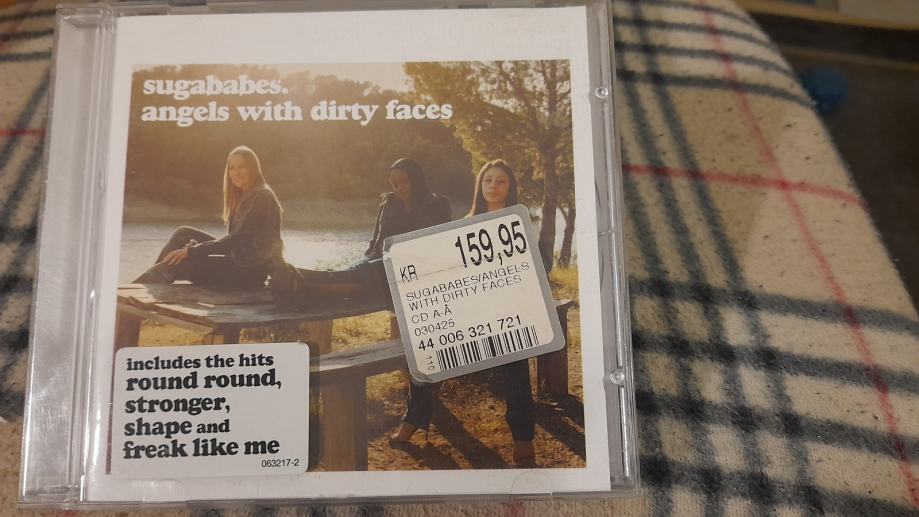 sugababes.
angels with dirty faces
KR 159,95
SUGABABES/ANGELS
WITH DIRTY FACES
CD A-Å
030425
44 006 321 721
110
includes the hits
round round,
stronger,
shape and
freak like me
063217-2